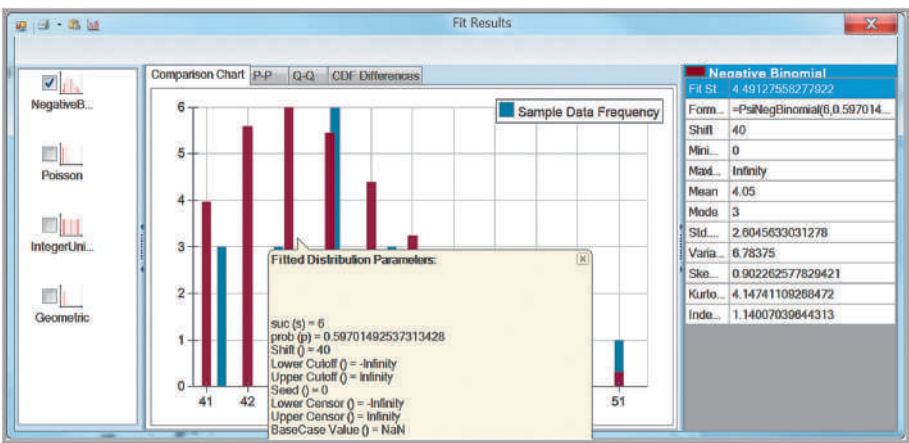 Fit Results
X
NegativeB...
Poisson
IntegerUni...
Geometric
Comparison Chart P-P Q-Q CDF Differences
Sample Data Frequency
6
5
4
3
2
1
0
41 42 51
Fitted Distribution Parameters:
suc (s) = 6
prob (p) = 0.59701492537313428
Shift () = 40
Lower Cutoff () = -Infinity
Upper Cutoff () = Infinity
Seed () = 0
Lower Censor () = -Infinity
Upper Censor () = Infinity
BaseCase Value () = NaN
Negative Binomial
Fit St. 4.49127558277922
Form... =PsiNegBinomial(6,0.597014...
Shift 40
Mini... 0
Maxi... Infinity
Mean 4.05
Mode 3
Std.... 2.6045633031278
Varia... 6.78375
Ske... 0.902262577829421
Kurto... 4.14741109268472
Inde... 1.14007039644313